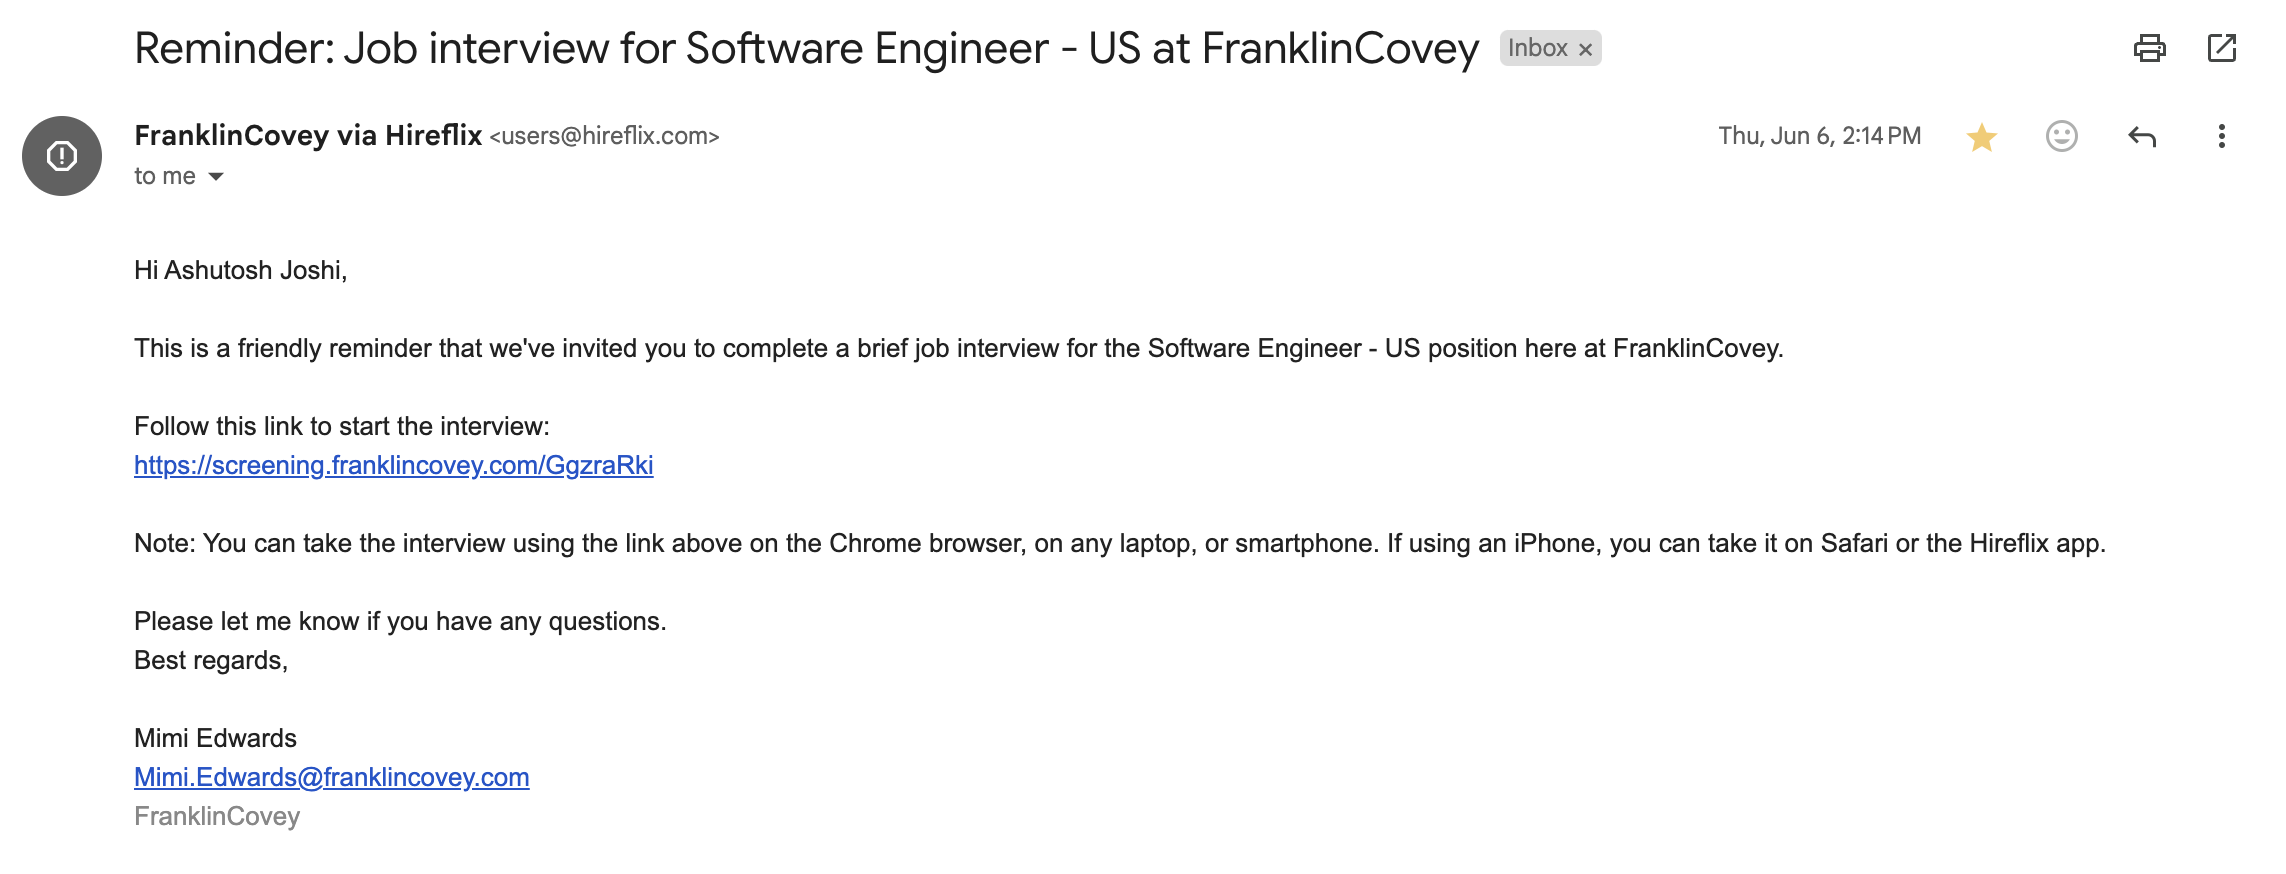 Reminder: Job interview for Software Engineer - US at FranklinCovey Inbox ×
FranklinCovey via Hireflix <users@hireflix.com> Thu, Jun 6, 2:14 PM
to me
Hi Ashutosh Joshi,
This is a friendly reminder that we've invited you to complete a brief job interview for the Software Engineer - US position here at FranklinCovey.
Follow this link to start the interview:
https://screening.franklincovey.com/GgzraRki
Note: You can take the interview using the link above on the Chrome browser, on any laptop, or smartphone. If using an iPhone, you can take it on Safari or the Hireflix app.
Please let me know if you have any questions.
Best regards,
Mimi Edwards
Mimi.Edwards@franklincovey.com
FranklinCovey